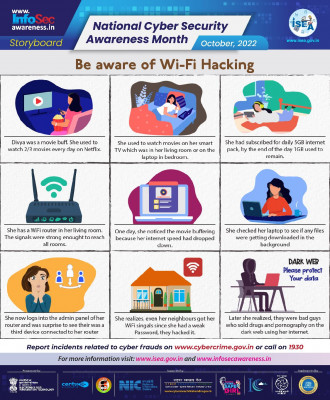 www.
InfoSec
awareness.in
Storyboard
National Cyber Security
Awareness Month
October, 2022
ISEA
www.isea.gov.in
Be aware of Wi-Fi Hacking
Divya was a movie buff. She used to
watch 2/3 movies every day on Netflix.
She used to watch movies on her smart
TV which was in her living room or on the
laptop in bedroom.
She had subscribed for daily 5GB internet
pack, by the end of the day 1GB used to
remain.
She has a WiFi router in her living room.
The signals were strong enought to reach
all rooms.
One day, she noticed the movie buffering
because her internet speed had dropped
down.
She checked her laptop to see if any files
were getting downloaded in the
background
She now logs into the admin panel of her
router and was surprise to see their was a
third device connected to her router
She realizes, even her neighbours got her
WiFi singals since she had a weak
Password, they hacked it.
DARK WEB
Please protect
Your data
Later she realized, they were bad guys
who sold drugs and pornography on the
dark web using her internet.
Report incidents related to cyber frauds on www.cybercrime.gov.in or call on 1930
For more information visit: www.isea.gov.in and www.infosecawareness.in
NIC